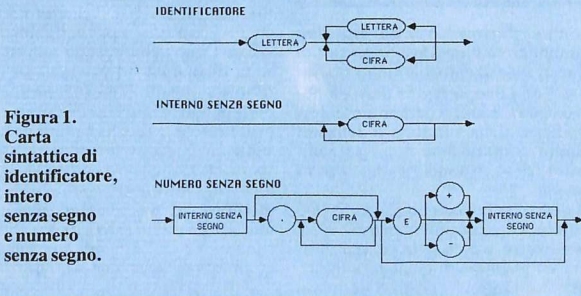 IDENTIFICATORE
LETTERA
LETTERA
CIFRA
INTERNO SENZA SEGNO
CIFRA
NUMERO SENZA SEGNO
INTERNO SENZA
SEGNO
.
CIFRA
E
+
-
INTERNO SENZA
SEGNO
Figura 1.
Carta
sintattica di
identificatore,
intero
senza segno
e numero
senza segno.